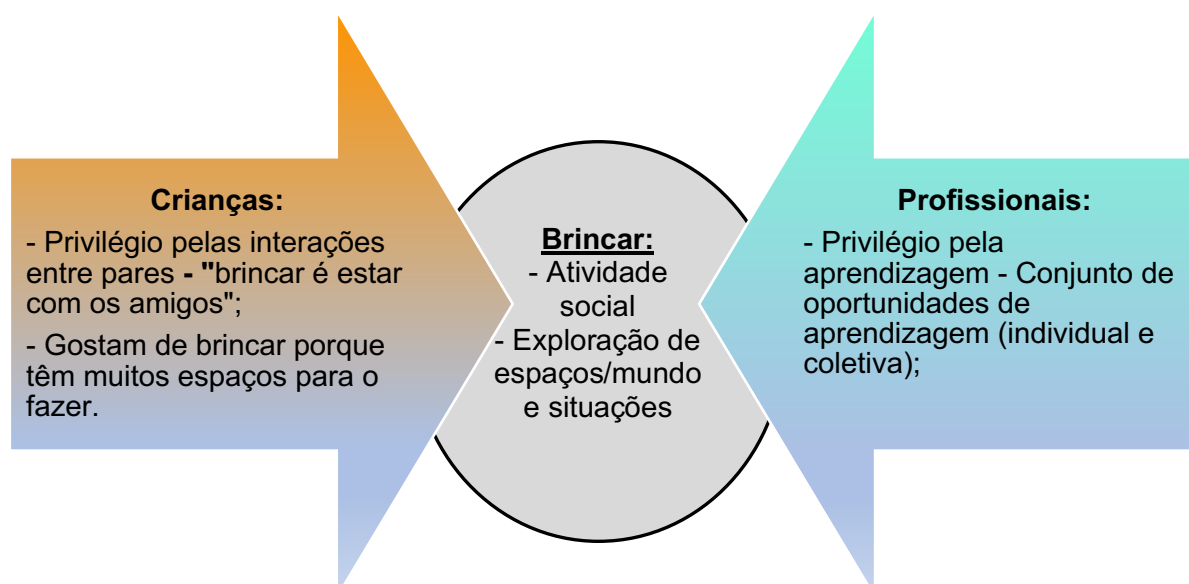 Crianças:
- Privilégio pelas interações
entre pares - "brincar é estar
com os amigos";
- Gostam de brincar porque
têm muitos espaços para o
fazer.
Brincar:
- Atividade
social
- Exploração de
espaços/mundo
e situações
Profissionais:
- Privilégio pela
aprendizagem - Conjunto de
oportunidades de
aprendizagem (individual e
coletiva);